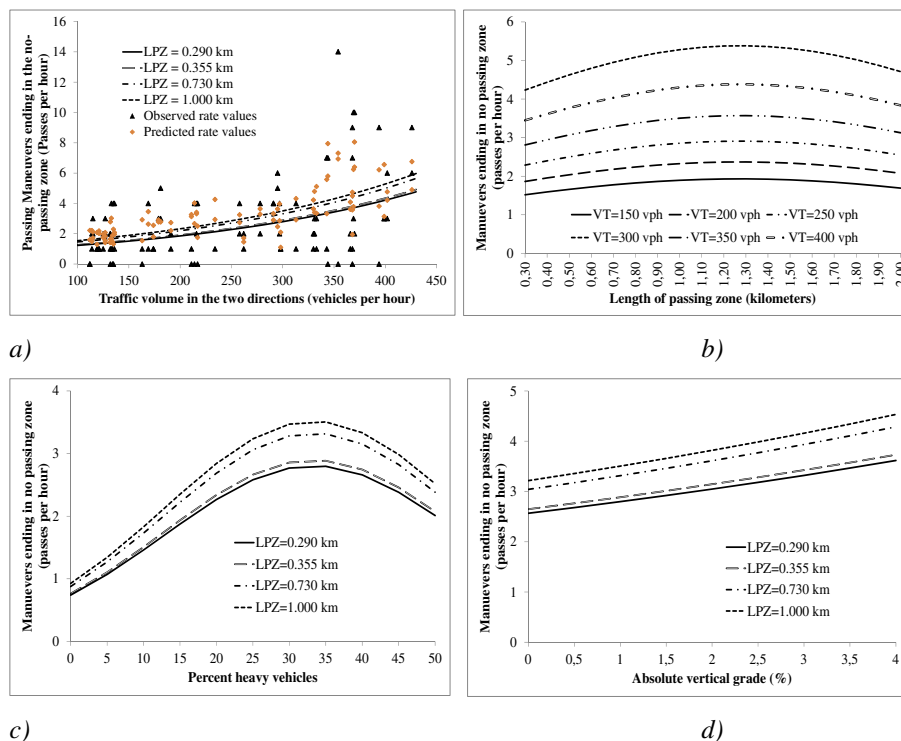 16
14
12
10
8
6
4
2
0
Passing Maneuvers ending in the no-
passing zone (Passes per hour)
LPZ = 0.290 km
LPZ = 0.355 km
LPZ = 0.730 km
LPZ = 1.000 km
Observed rate values
Predicted rate values
100 150 200 250 300 350 400 450
Traffic volume in the two directions (vehicles per hour)
a)
6
5
4
3
2
1
0
Manuevers ending in no passing zone
(passes per hour)
VT=150 vph VT=200 vph VT=250 vph
VT=300 vph VT=350 vph VT=400 vph
0,30 0,40 0,50 0,60 0,70 0,80 0,90 1,00 1,10 1,20 1,30 1,40 1,50 1,60 1,70 1,80 1,90 2,00
Length of passing zone (kilometers)
b)
4
3
2
1
0
Manuevers ending in no passing zone
(passes per hour)
LPZ=0.290 km
LPZ=0.355 km
LPZ=0.730 km
LPZ=1.000 km
0 5 10 15 20 25 30 35 40 45 50
Percent heavy vehicles
c)
5
4
3
2
1
0
Manuevers ending in no passing zone
(passes per hour)
LPZ=0.290 km
LPZ=0.355 km
LPZ=0.730 km
LPZ=1.000 km
0 0,5 1 1,5 2 2,5 3 3,5 4
Absolute vertical grade (%)
d)